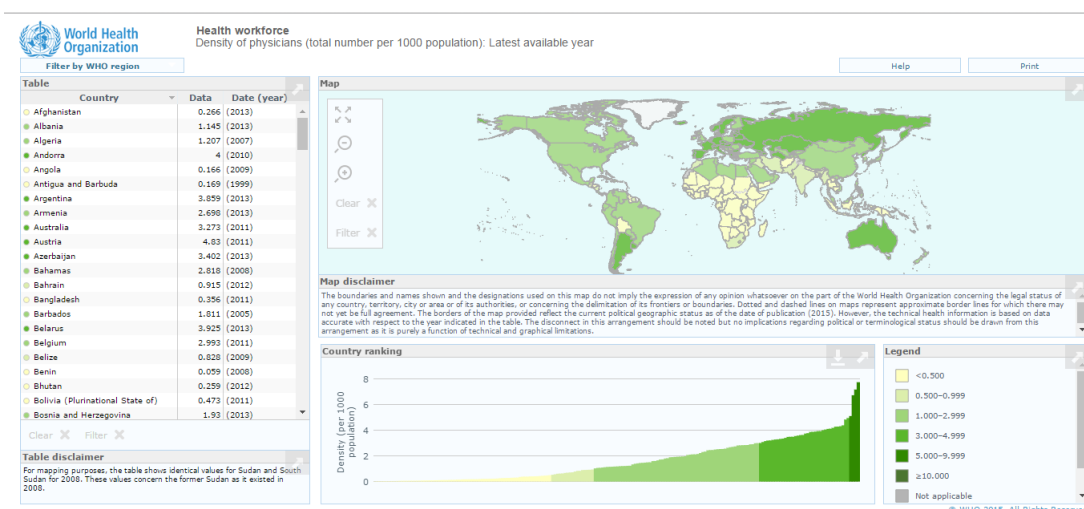 World Health
Organization
Health workforce
Density of physicians (total number per 1000 population): Latest available year
Filter by WHO region
Help
Print
Table
Country Data Date (year)
Afghanistan 0.266 (2013)
Albania 1.145 (2013)
Algeria 1.207 (2007)
Andorra 4 (2010)
Angola 0.166 (2009)
Antigua and Barbuda 0.169 (1999)
Argentina 3.859 (2013)
Armenia 2.698 (2013)
Australia 3.273 (2011)
Austria 4.83 (2011)
Azerbaijan 3.402 (2013)
Bahamas 2.818 (2008)
Bahrain 0.915 (2012)
Bangladesh 0.356 (2011)
Barbados 1.811 (2005)
Belarus 3.925 (2013)
Belgium 2.993 (2011)
Belize 0.828 (2009)
Benin 0.059 (2008)
Bhutan 0.259 (2012)
Bolivia (Plurinational State of) 0.473 (2011)
Bosnia and Herzegovina 1.93 (2013)
Clear Filter
Table disclaimer
For mapping purposes, the table shows identical values for Sudan and South
Sudan for 2008. These values concern the former Sudan as it existed in
2008.
Map
Clear
Filter
Map disclaimer
The boundaries and names shown and the designations used on this map do not imply the expression of any opinion whatsoever on the part of the World Health Organization concerning the legal status of
any country, territory, city or area or of its authorities, or concerning the delimitation of its frontiers or boundaries. Dotted and dashed lines on maps represent approximate border lines for which there may
not yet be full agreement. The borders of the map provided reflect the current political geographic status as of the date of publication (2015). However, the technical health information is based on data
accurate with respect to the year indicated in the table. The disconnect in this arrangement should be noted but no implications regarding political or terminological status should be drawn from this
arrangement as it is purely a function of technical and graphical limitations.
Country ranking
Density (per 1000
population)
8
6
4
2
0
Legend
<0.500
0.500–0.999
1.000–2.999
3.000–4.999
5.000–9.999
≥10.000
Not applicable
© WHO 2015. All Rights Reserve